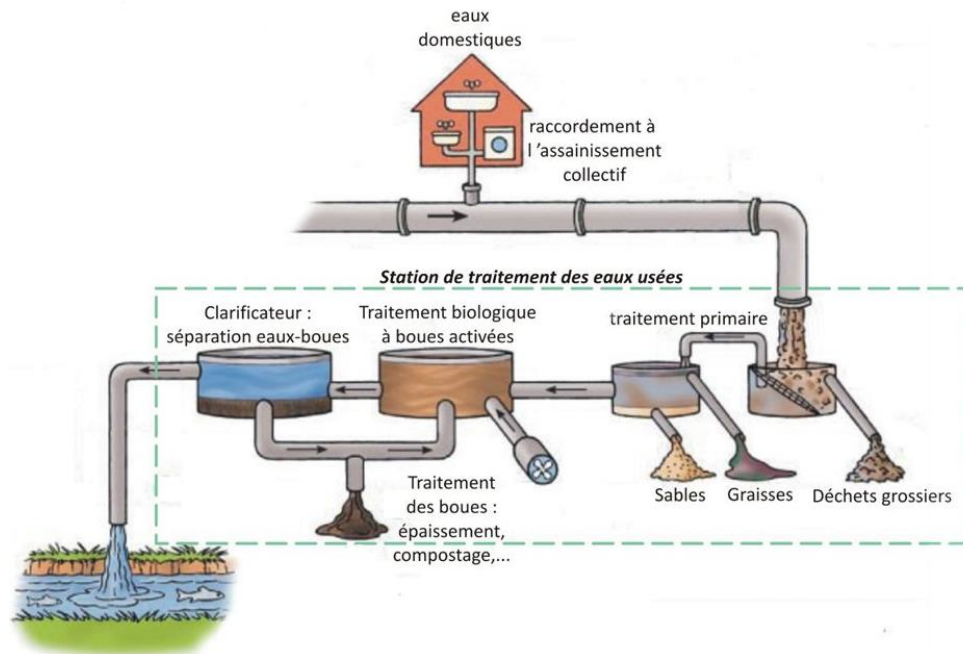 eaux
domestiques
raccordement à
l 'assainissement
collectif
Station de traitement des eaux usées
Clarificateur :
séparation eaux-boues
Traitement biologique
à boues activées
traitement primaire
Sables
Graisses
Déchets grossiers
Traitement
des boues :
épaissement,
compostage,...